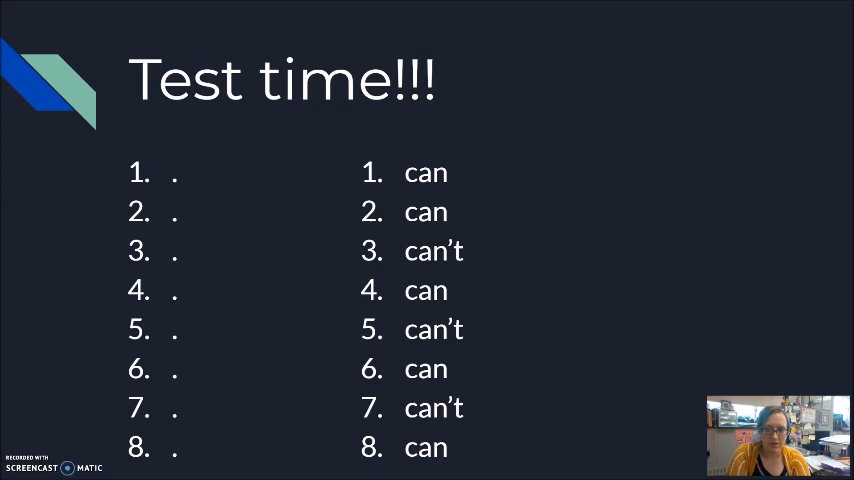 Test time!!!
1. .
2. .
3. .
4. .
5. .
6. .
7. .
8. .
1. can
2. can
3. can’t
4. can
5. can’t
6. can
7. can’t
8. can
RECORDED WITH
SCREENCAST MATIC